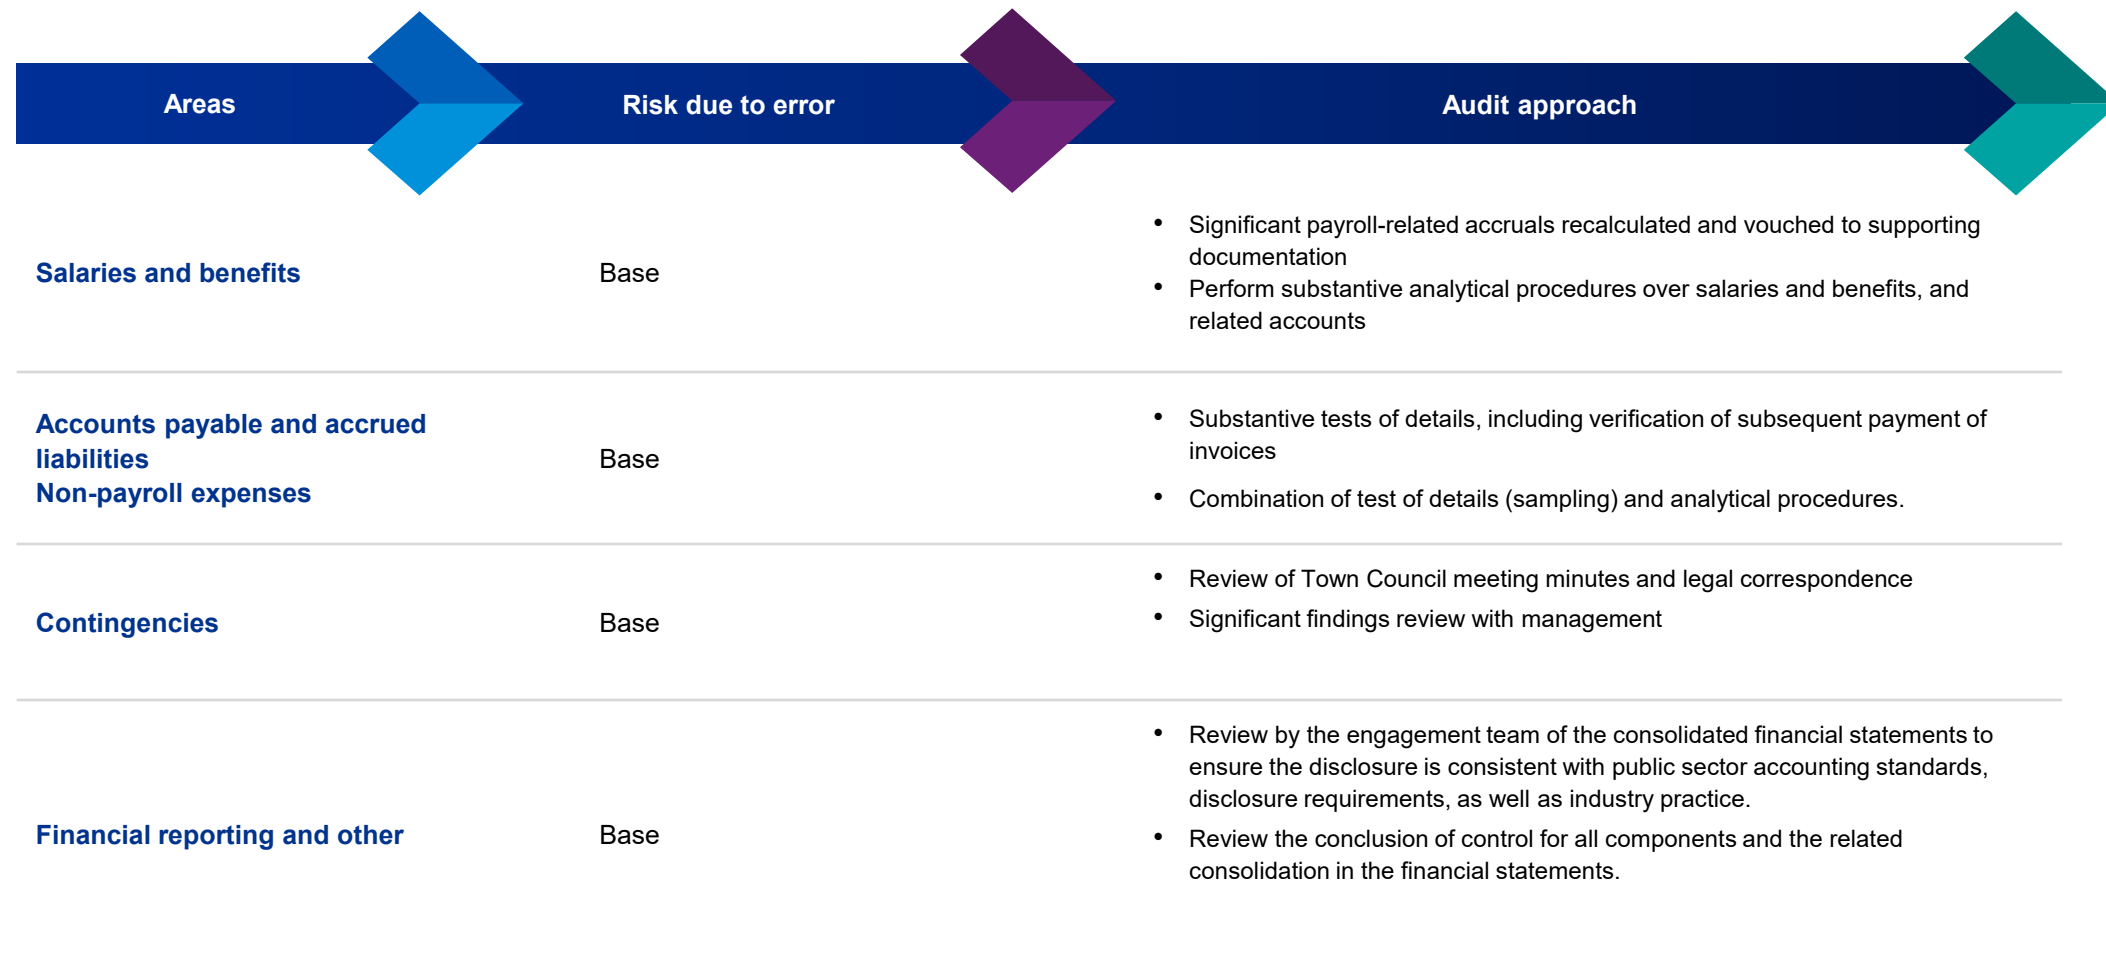 Areas
Risk due to error
Audit approach
Salaries and benefits
Base
• Significant payroll-related accruals recalculated and vouched to supporting
documentation
• Perform substantive analytical procedures over salaries and benefits, and
related accounts
Accounts payable and accrued
liabilities
Non-payroll expenses
Base
• Substantive tests of details, including verification of subsequent payment of
invoices
• Combination of test of details (sampling) and analytical procedures.
Contingencies
Base
• Review of Town Council meeting minutes and legal correspondence
• Significant findings review with management
Financial reporting and other
Base
• Review by the engagement team of the consolidated financial statements to
ensure the disclosure is consistent with public sector accounting standards,
disclosure requirements, as well as industry practice.
• Review the conclusion of control for all components and the related
consolidation in the financial statements.